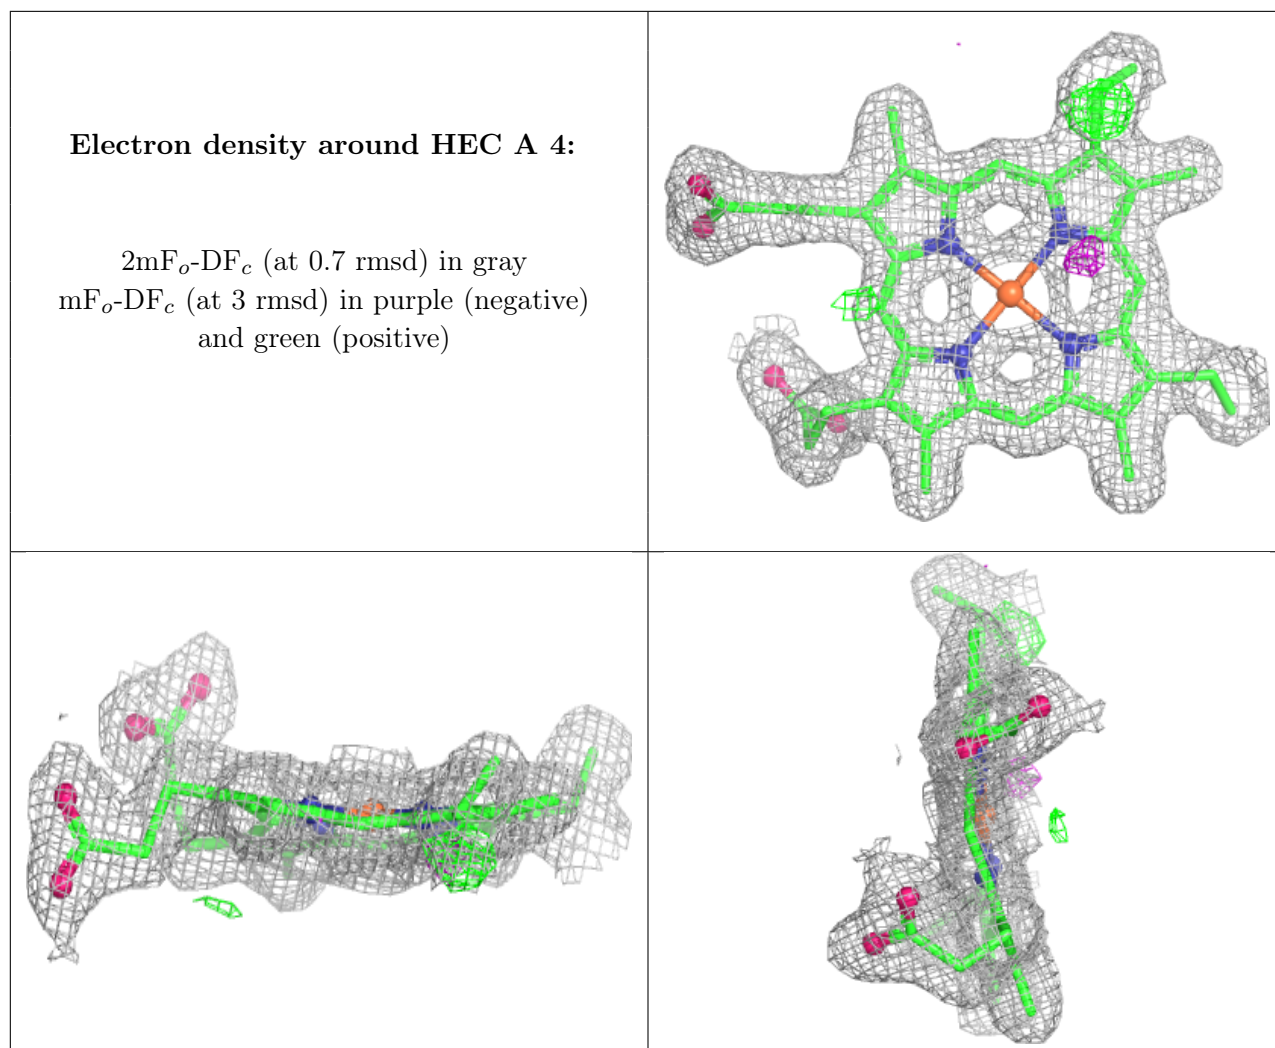 Electron density around HEC A 4:
2mFₒ-DF𝒸 (at 0.7 rmsd) in gray
mFₒ-DF𝒸 (at 3 rmsd) in purple (negative)
and green (positive)